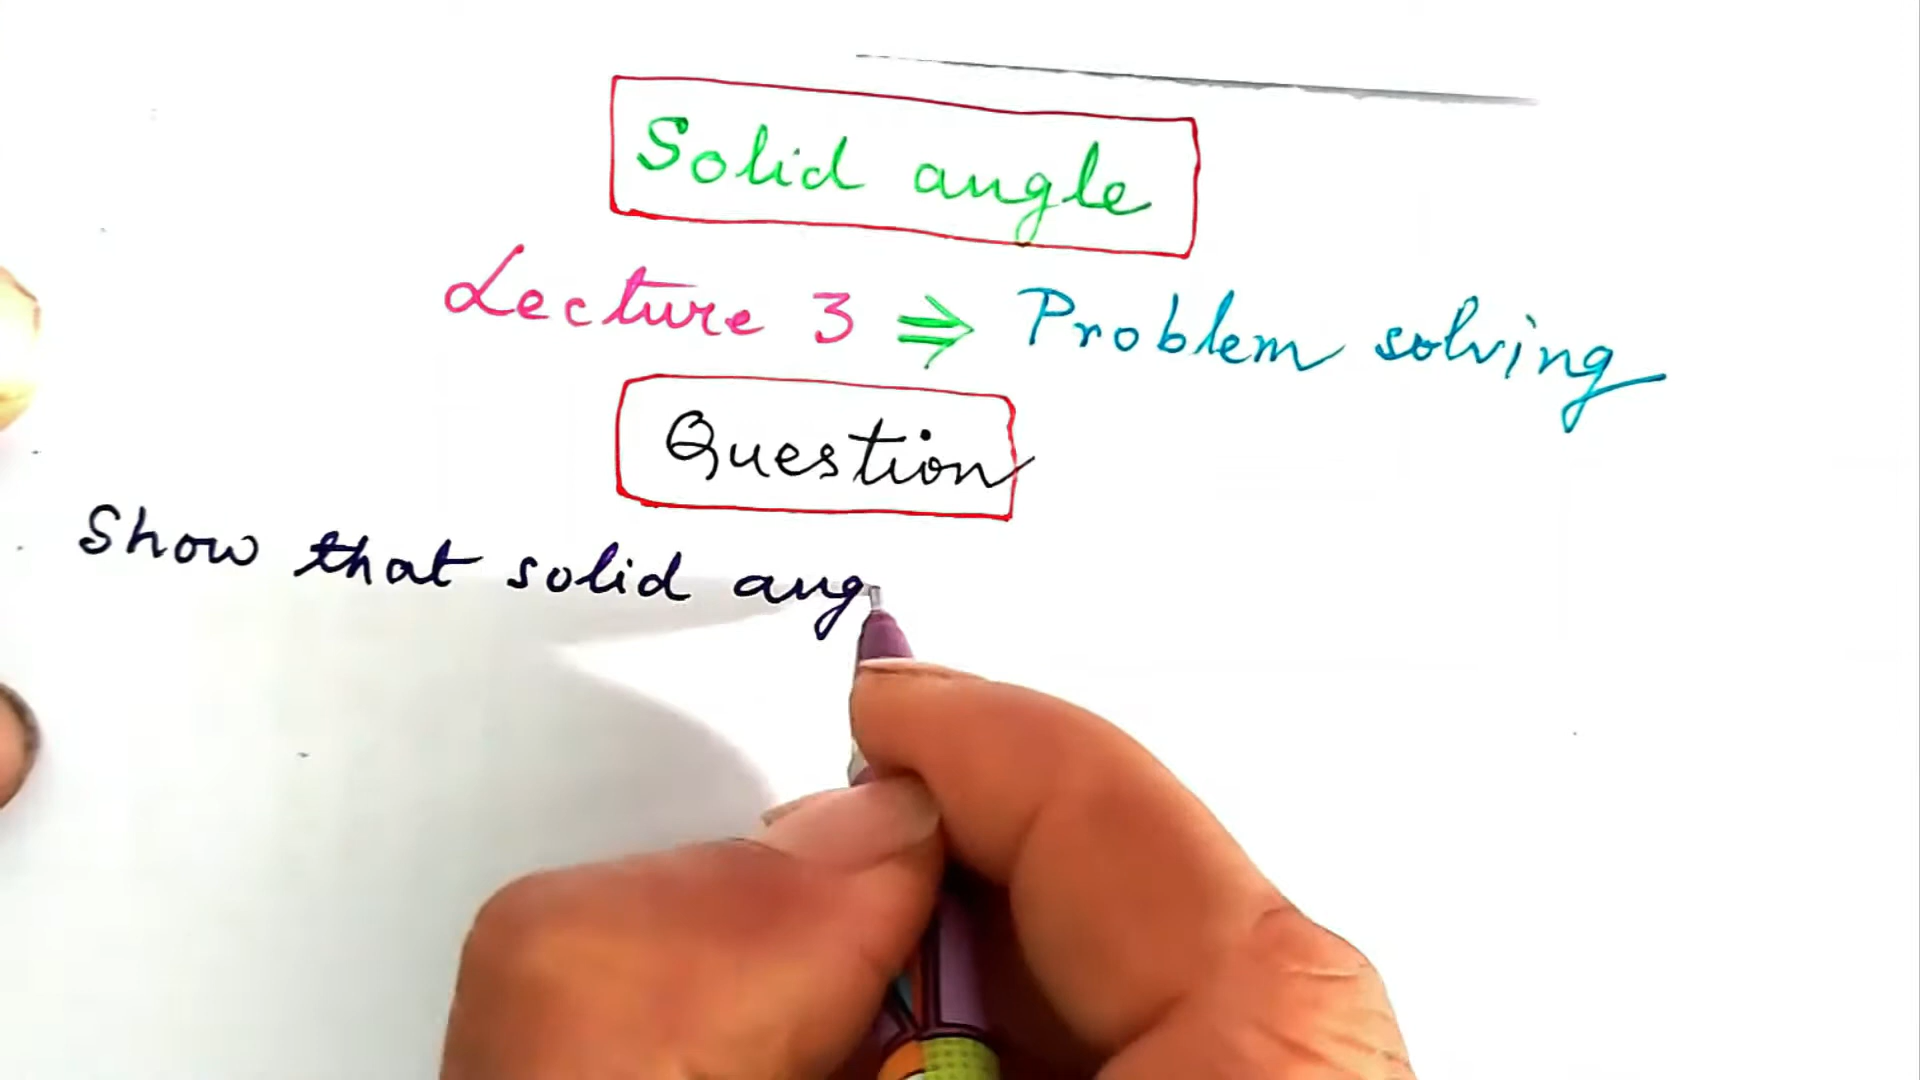 Solid angle
Lecture 3 ⇒ Problem solving
Question
Show that solid ang